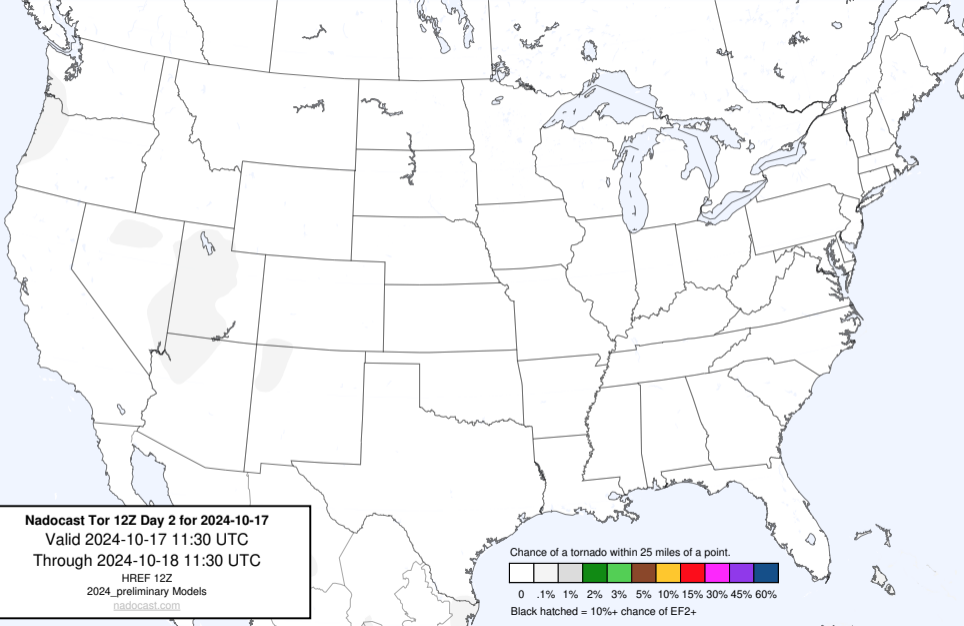 Nadocast Tor 12Z Day 2 for 2024-10-17
Valid 2024-10-17 11:30 UTC
Through 2024-10-18 11:30 UTC
HREF 12Z
2024_preliminary Models
nadocast.com
Chance of a tornado within 25 miles of a point.
0 .1% 1% 2% 3% 5% 10% 15% 30% 45% 60%
Black hatched = 10%+ chance of EF2+